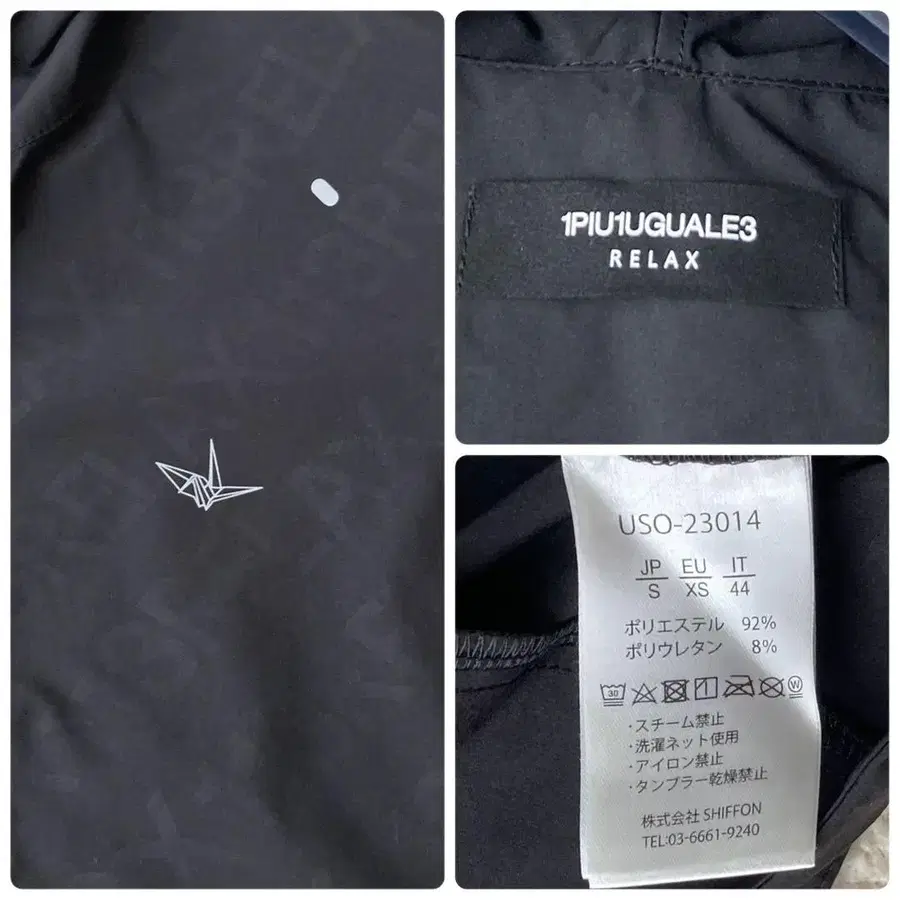 1PIU1UGUALE3
RELAX
USO-23014
JP EU IT
S XS 44
ポリエステル 92%
ポリウレタン 8%
30 W
・スチーム禁止
・洗濯ネット使用
・アイロン禁止
・タンブラー乾燥禁止
株式会社 SHIFFON
TEL:03-6661-9240